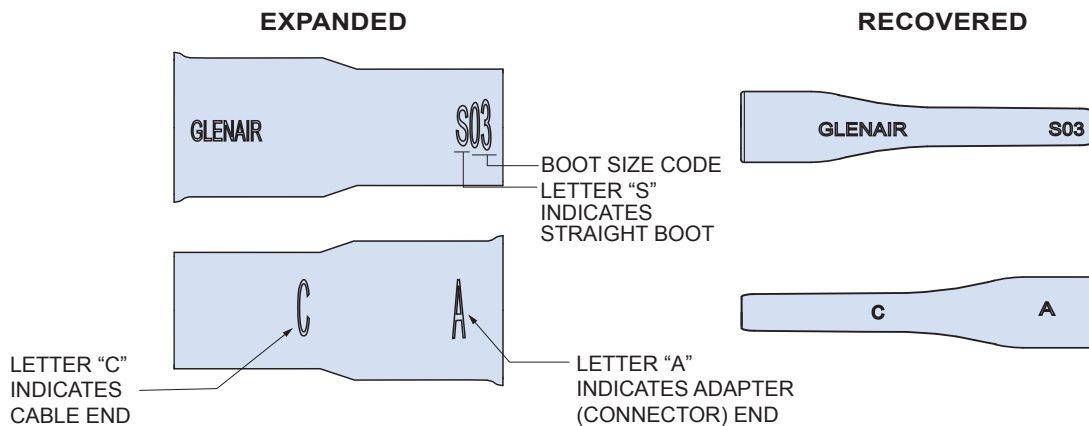 EXPANDED
RECOVERED
GLENAIR
S03
GLENAIR
S03
BOOT SIZE CODE
LETTER “S”
INDICATES
STRAIGHT BOOT
C
A
C
A
LETTER “C”
INDICATES
CABLE END
LETTER “A”
INDICATES ADAPTER
(CONNECTOR) END